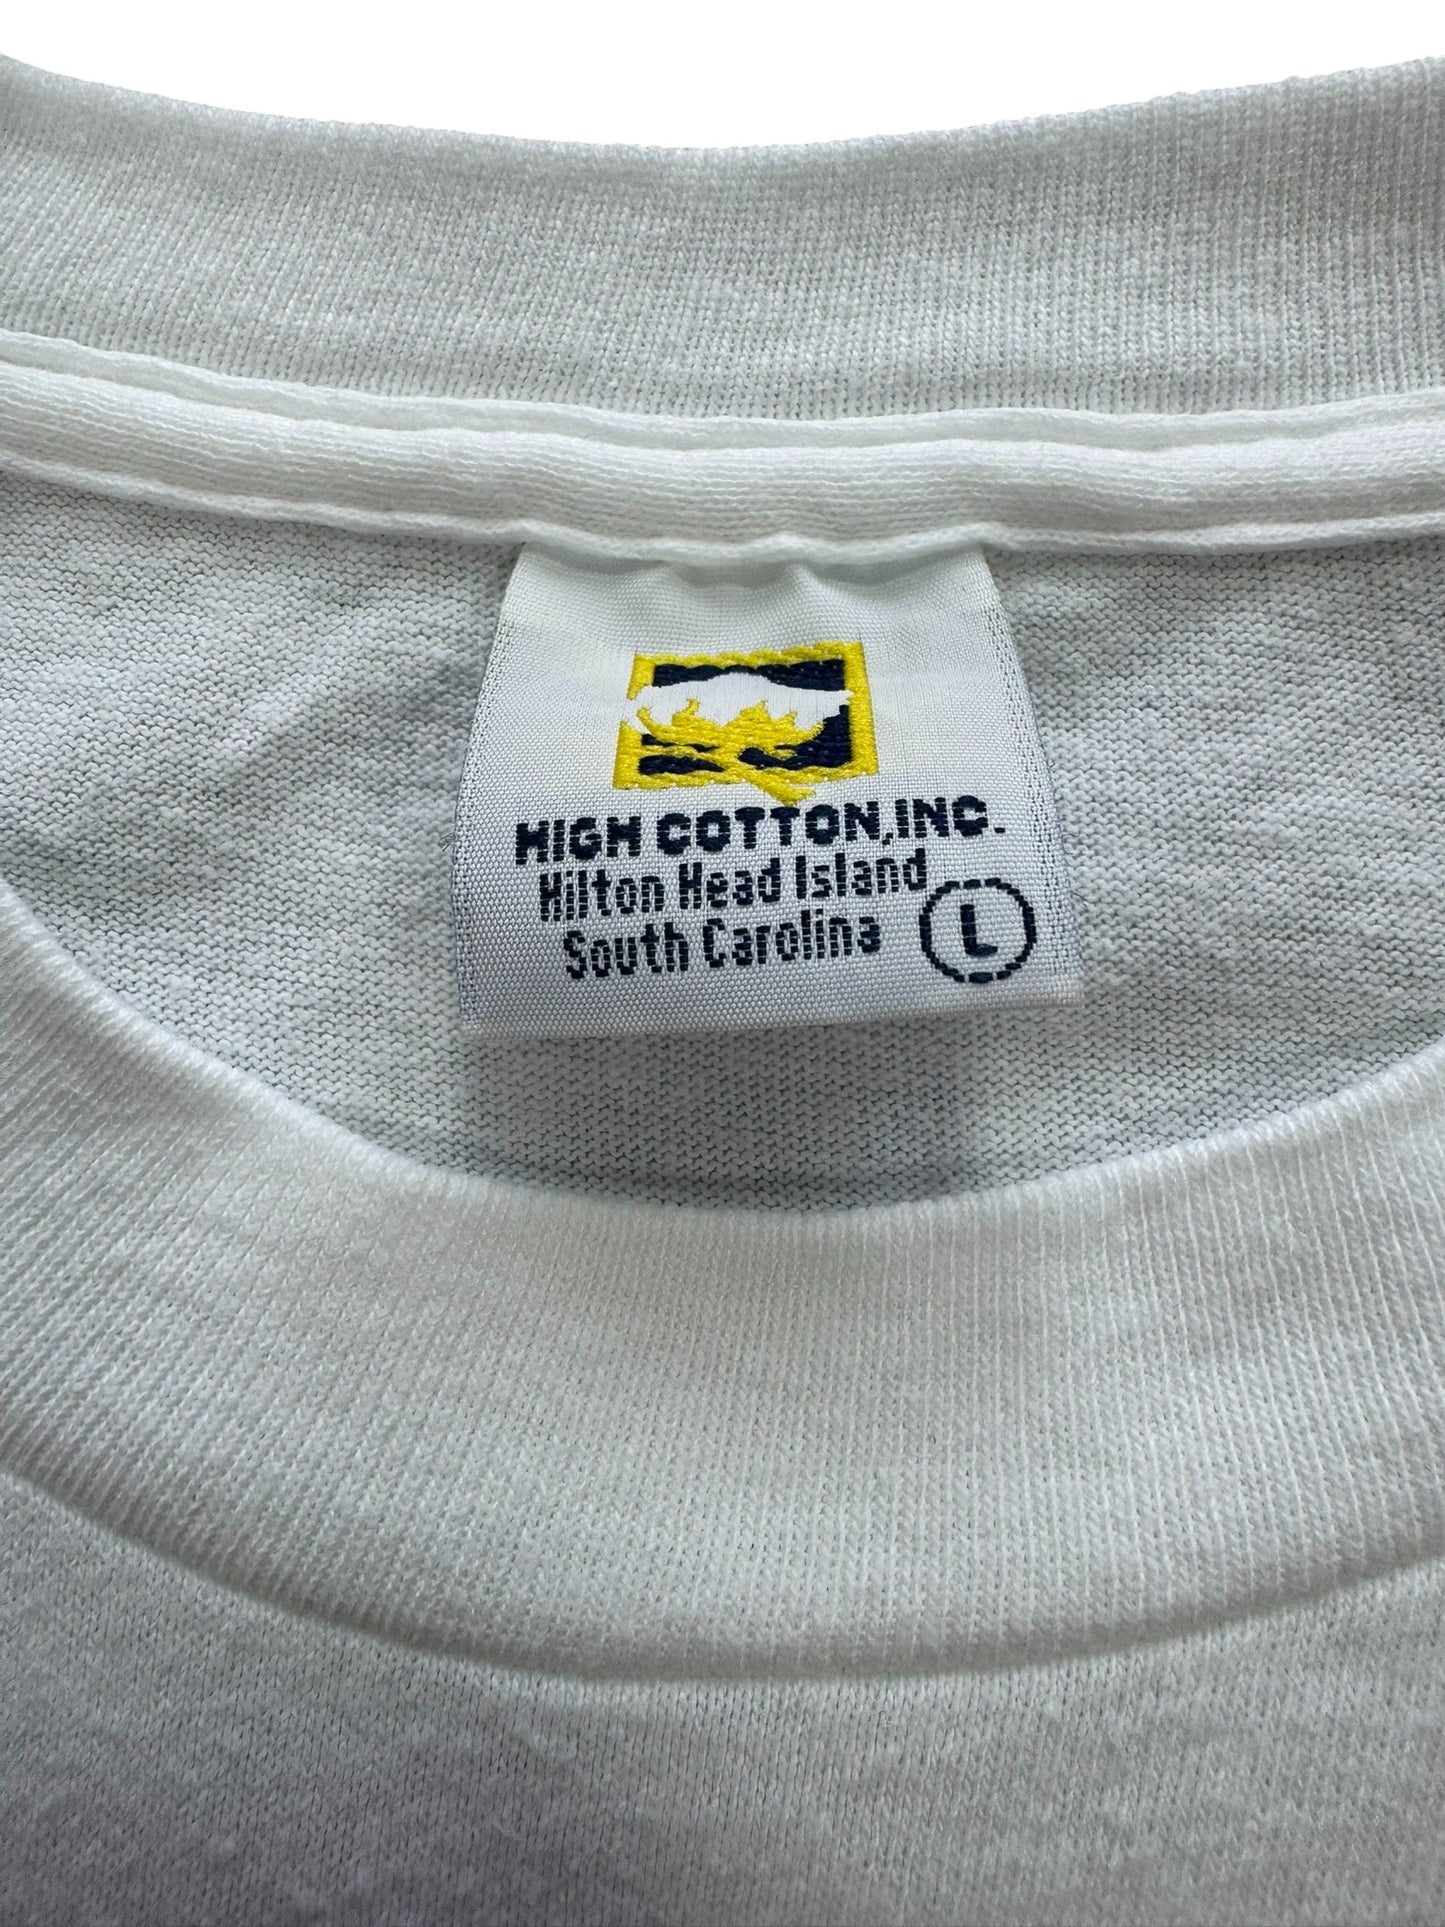 HIGH COTTON, INC.
Hilton Head Island
South Carolina
L